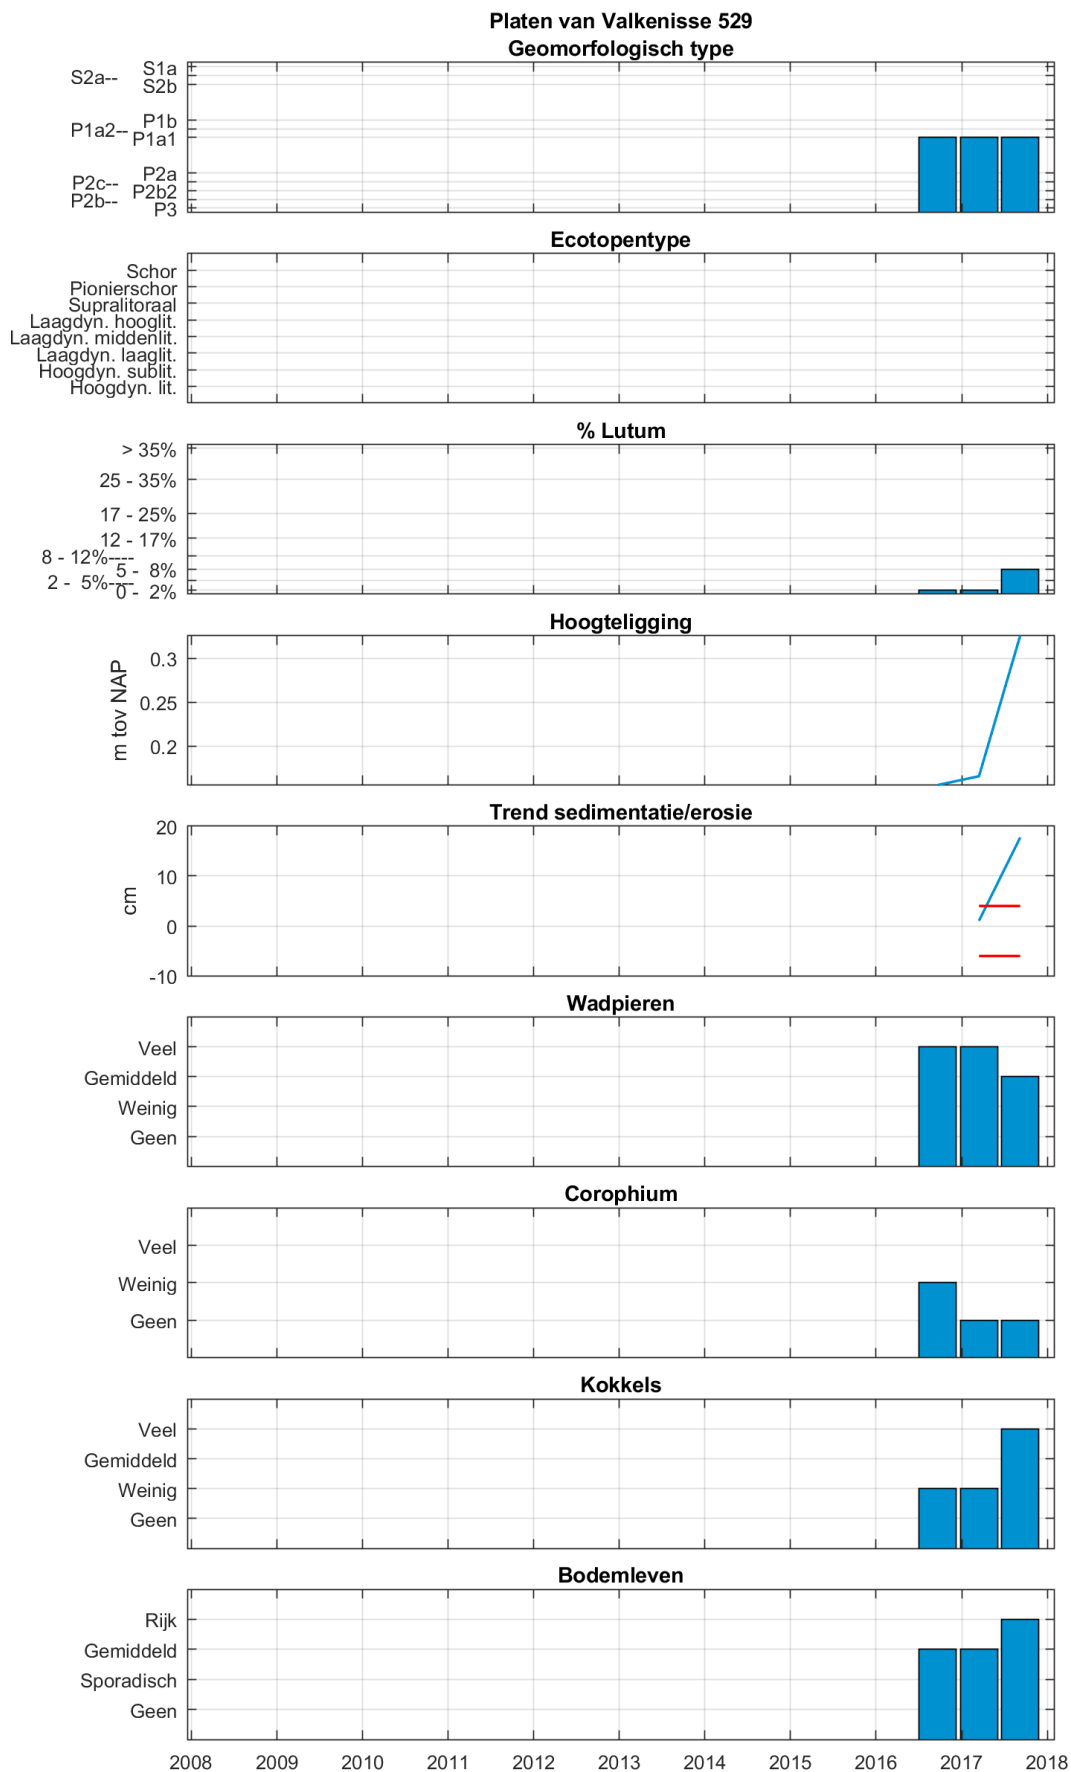 Platen van Valkenisse 529
Geomorfologisch type
S1a
S2a--
S2b
P1b
P1a2--
P1a1
P2a
P2c--
P2b2
P2b--
P3
Ecotopentype
Schor
Pionierschor
Supralitoraal
Laagdyn. hooglit.
Laagdyn. middenlit.
Laagdyn. laaglit.
Hoogdyn. sublit.
Hoogdyn. lit.
% Lutum
> 35%
25 - 35%
17 - 25%
12 - 17%
8 - 12%----
5 - 8%
2 - 5%----
0 - 2%
Hoogteligging
m tov NAP
0.3
0.25
0.2
Trend sedimentatie/erosie
cm
20
10
0
-10
Wadpieren
Veel
Gemiddeld
Weinig
Geen
Corophium
Veel
Weinig
Geen
Kokkels
Veel
Gemiddeld
Weinig
Geen
Bodemleven
Rijk
Gemiddeld
Sporadisch
Geen
2008 2009 2010 2011 2012 2013 2014 2015 2016 2017 2018